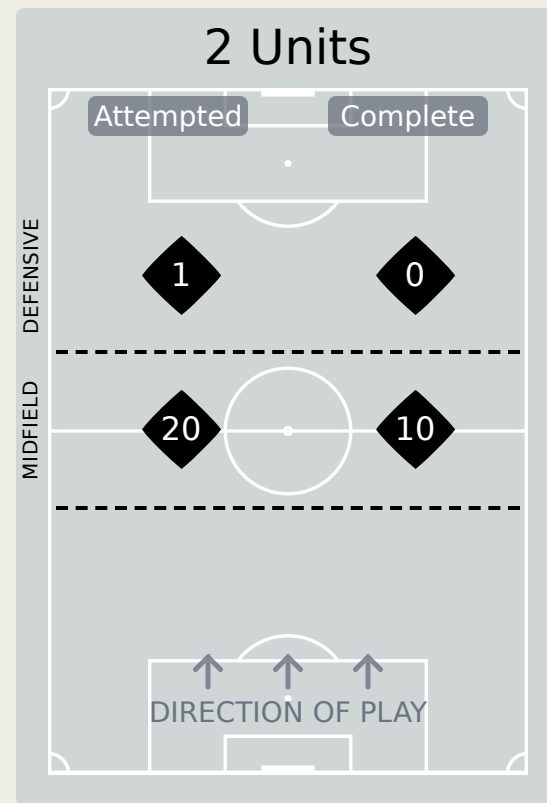 2 Units
Attempted Complete
DEFENSIVE
1 0
MIDFIELD
20 10
DIRECTION OF PLAY